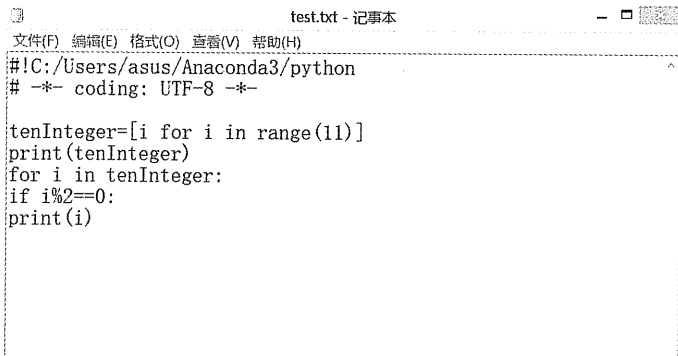 test.txt - 记事本
文件(F) 编辑(E) 格式(O) 查看(V) 帮助(H)
#!C:/Users/asus/Anaconda3/python
# -*- coding: UTF-8 -*-
tenInteger=[i for i in range(11)]
print(tenInteger)
for i in tenInteger:
if i%2==0:
print(i)